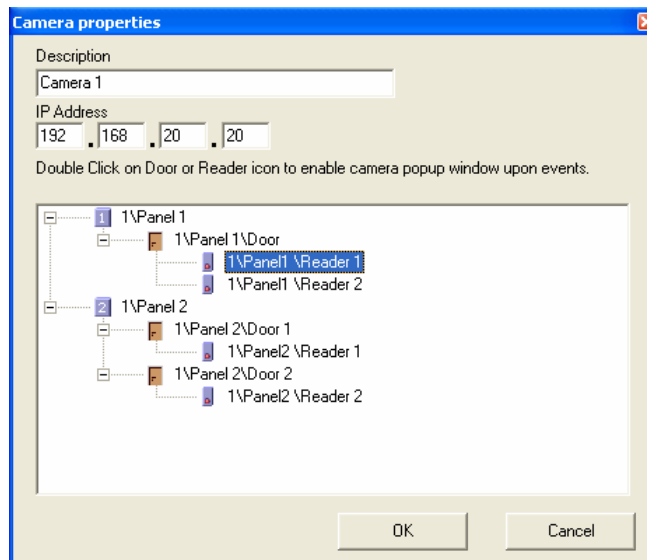 Camera properties
Description
Camera 1
IP Address
192 . 168 . 20 . 20
Double Click on Door or Reader icon to enable camera popup window upon events.
1 1\Panel 1
1\Panel 1\Door
1\Panel1 \Reader 1
1\Panel1 \Reader 2
2 1\Panel 2
1\Panel 2\Door 1
1\Panel2 \Reader 1
1\Panel 2\Door 2
1\Panel2 \Reader 2
OK Cancel